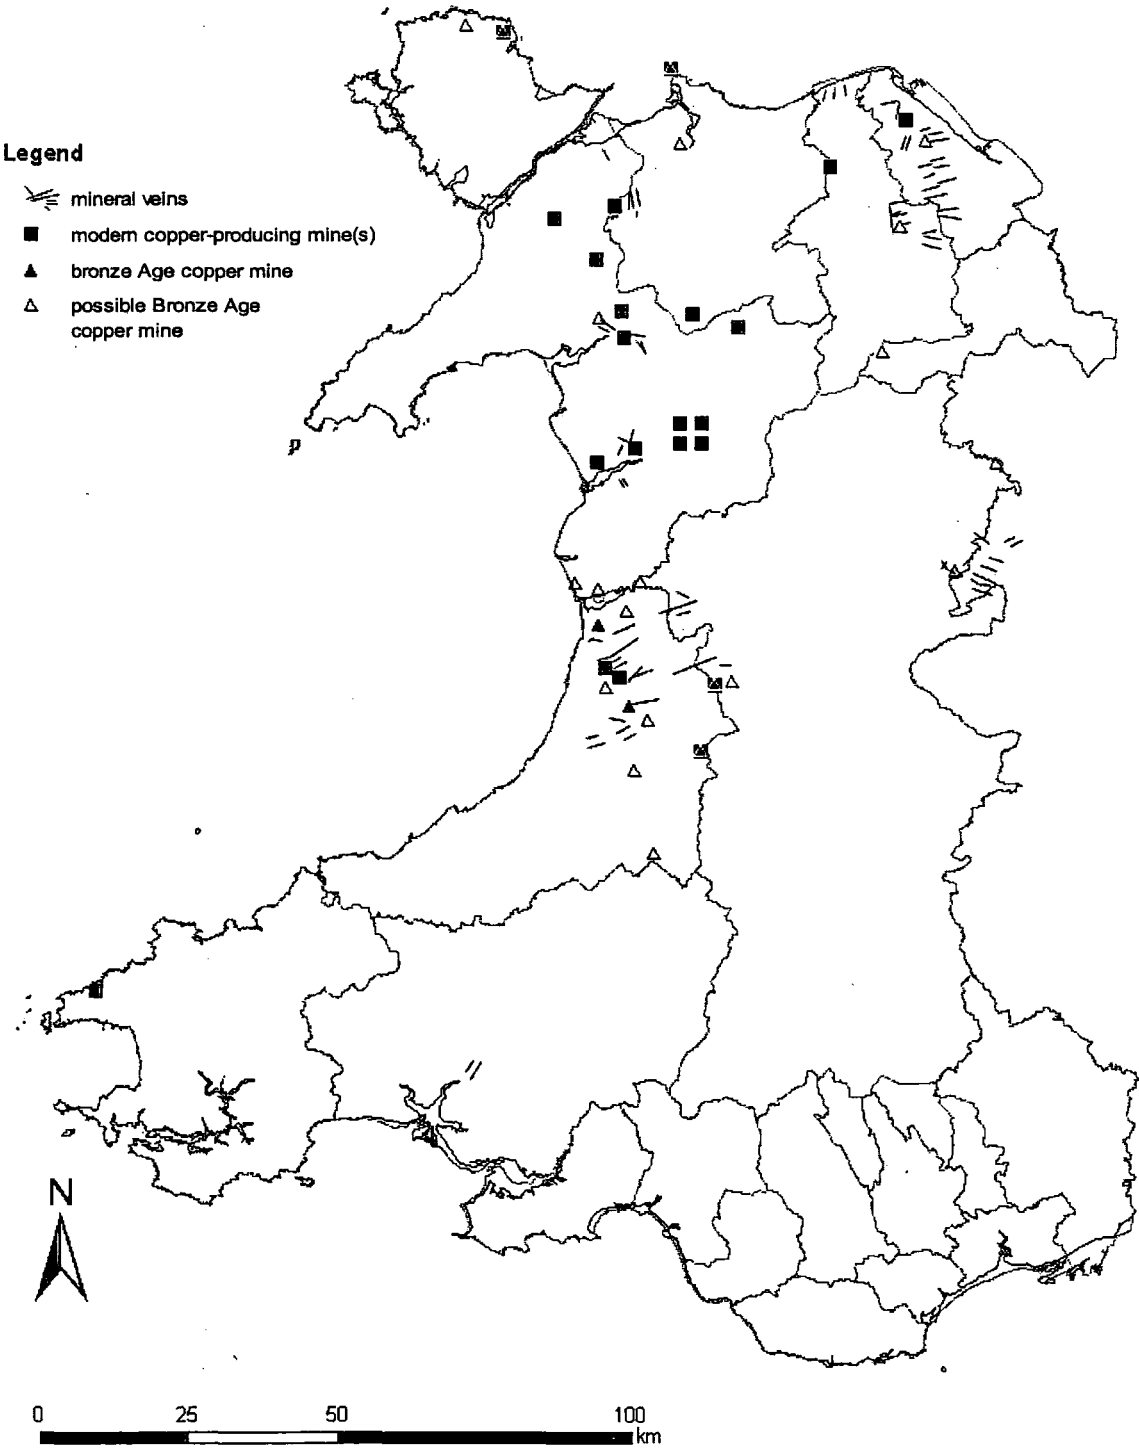 Legend
mineral veins
modern copper-producing mine(s)
bronze Age copper mine
possible Bronze Age
copper mine
N
0 25 50 100
km